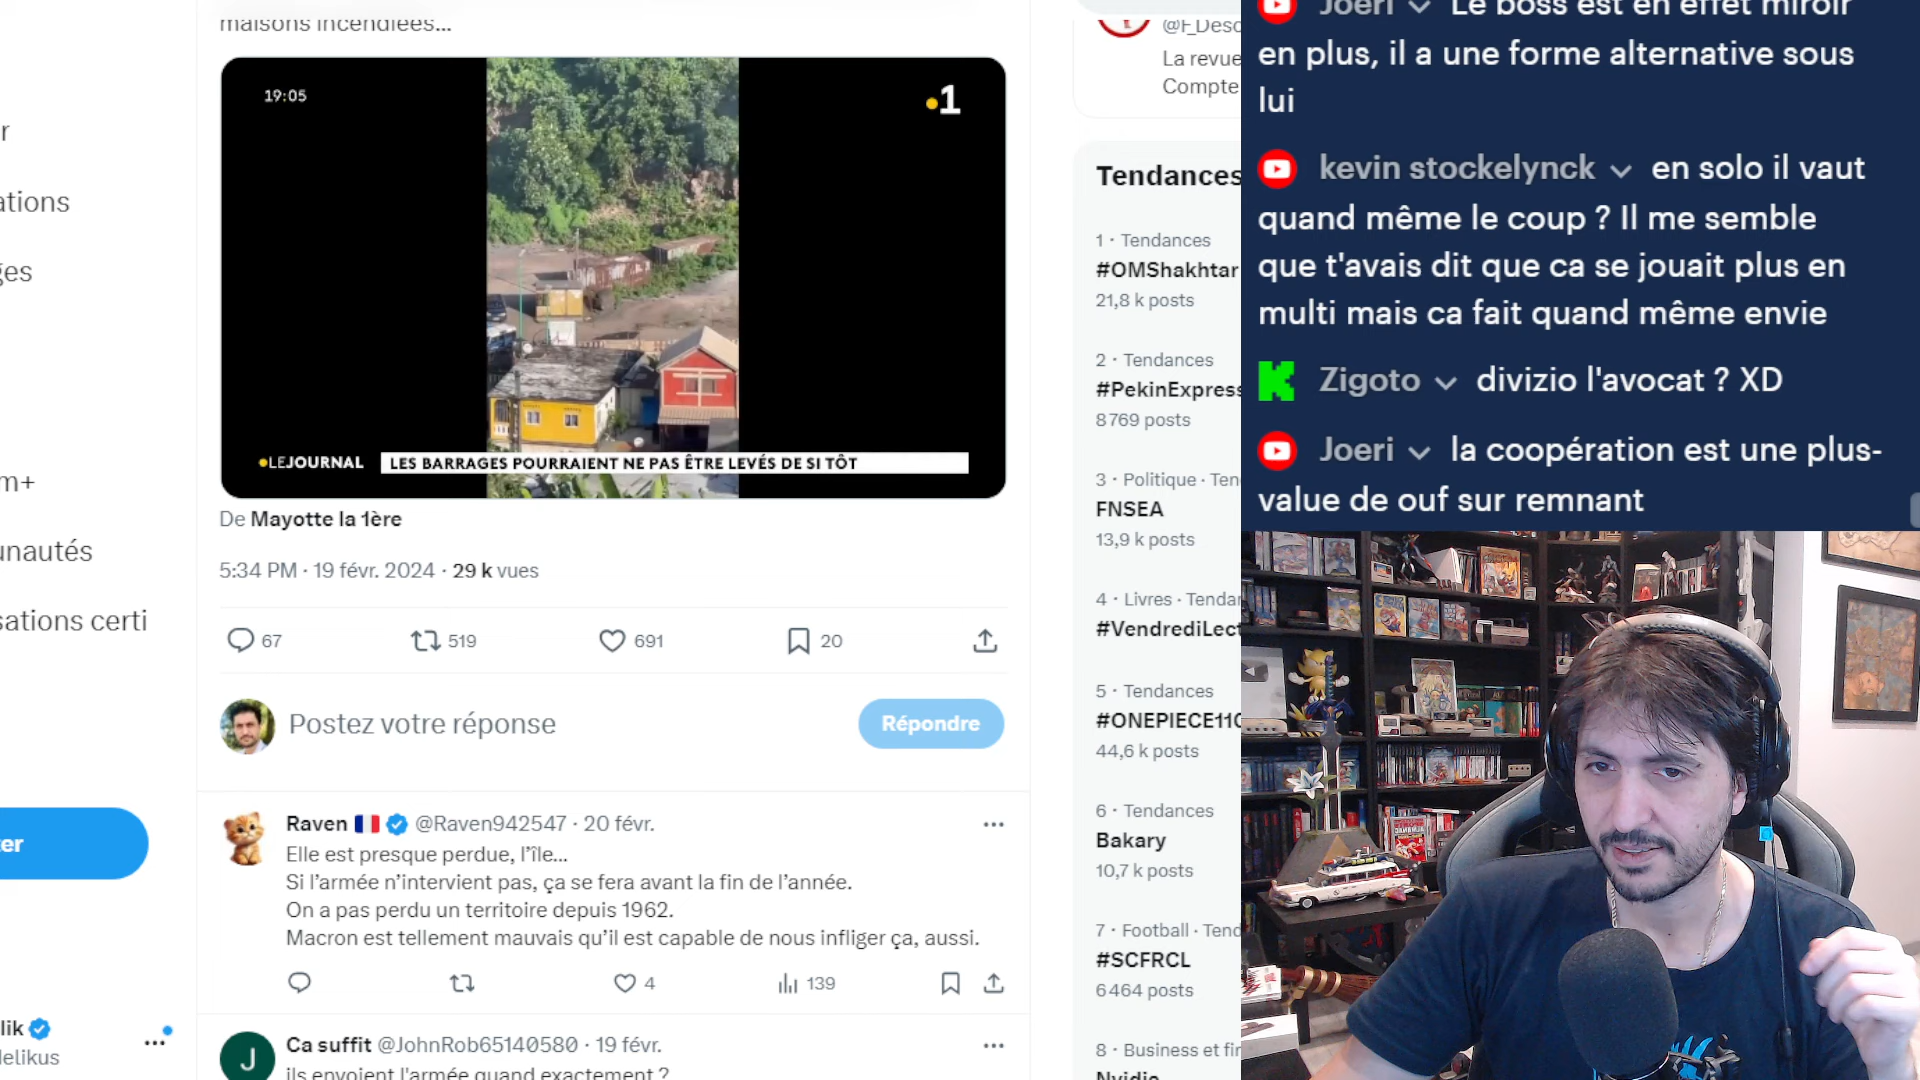 r
ations
ges
m+
unautés
sations certi
er
lik
lelikus
maisons incendiées...
19:05
1
LEJOURNAL
LES BARRAGES POURRAIENT NE PAS ÊTRE LEVÉS DE SI TÔT
De Mayotte la 1ère
5:34 PM · 19 févr. 2024 · 29 k vues
67 519 691 20
Postez votre réponse
Répondre
Raven @Raven942547 · 20 févr.
Elle est presque perdue, l'île...
Si l'armée n'intervient pas, ça se fera avant la fin de l'année.
On a pas perdu un territoire depuis 1962.
Macron est tellement mauvais qu'il est capable de nous infliger ça, aussi.
4 139
J
Ca suffit @JohnRob65140580 · 19 févr.
ils envoient l'armée quand exactement ?
@F_Desc
La revue
Compte
Tendances
1 · Tendances
#OMShakhtar
21,8 k posts
2 · Tendances
#PekinExpress
8 769 posts
3 · Politique · Ten
FNSEA
13,9 k posts
4 · Livres · Tendan
#VendrediLect
5 · Tendances
#ONEPIECE110
44,6 k posts
6 · Tendances
Bakary
10,7 k posts
7 · Football · Tend
#SCFRCL
6 464 posts
8 · Business et fin
Nvidia
Joeri Le boss est en effet miroir
en plus, il a une forme alternative sous
lui
kevin stockelynck en solo il vaut
quand même le coup ? Il me semble
que t'avais dit que ca se jouait plus en
multi mais ca fait quand même envie
Zigoto divizio l'avocat ? XD
Joeri la coopération est une plus-
value de ouf sur remnant